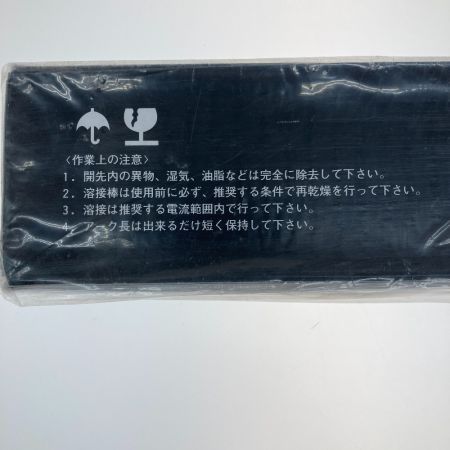 〈作業上の注意〉
1．開先内の異物、湿気、油脂などは完全に除去して下さい。
2．溶接棒は使用前に必ず、推奨する条件で再乾燥を行って下さい。
3．溶接は推奨する電流範囲内で行って下さい。
4．アーク長は出来るだけ短く保持して下さい。